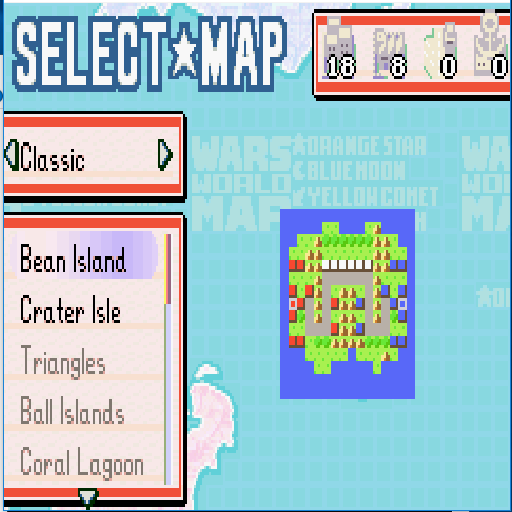 SELECT★MAP
18 8 0 0
Classic
WARS WORLD MAP
★ORANGE STAR
BLUE MOON
YELLOW COMET
Bean Island
Crater Isle
Triangles
Ball Islands
Coral Lagoon